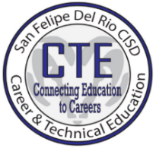 San Felipe Del Rio CISD
CTE
Connecting Education
to Careers
Career & Technical Education